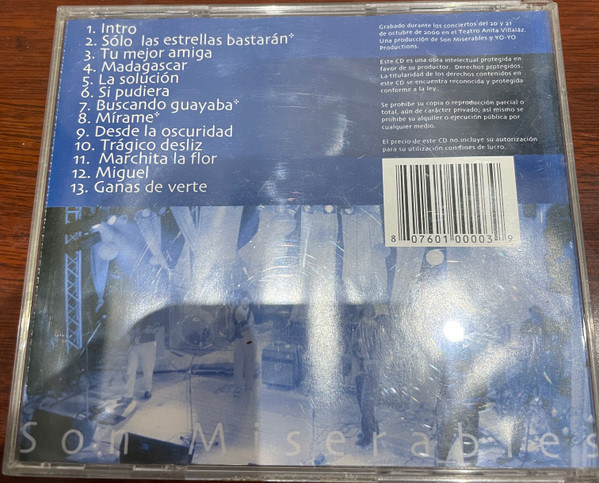 1. Intro
2. Sólo las estrellas bastarán*
3. Tu mejor amiga
4. Madagascar
5. La solución
6. Si pudiera
7. Buscando guayaba*
8. Mírame*
9. Desde la oscuridad
10. Trágico desliz
11. Marchita la flor
12. Miguel
13. Ganas de verte
Grabado durante los conciertos del 20 y 21
de octubre de 2000 en el Teatro Anita Villaláz.
Una producción de Son Miserables y YO-YO
Productions.
Este CD es una obra intelectual protegida en
favor de su productor. Derechos protegidos.
La titularidad de los derechos contenidos en
este CD se encuentra reconocida y protegida
conforme a la ley.
Se prohibe su copia o reproducción parcial o
total, aún de carácter privado; así mismo se
prohibe su alquiler o ejecución pública por
cualquier medio.
El precio de este CD no incluye su autorización
para su utilización con fines de lucro.
8 07601 00003 9
Son Miserables